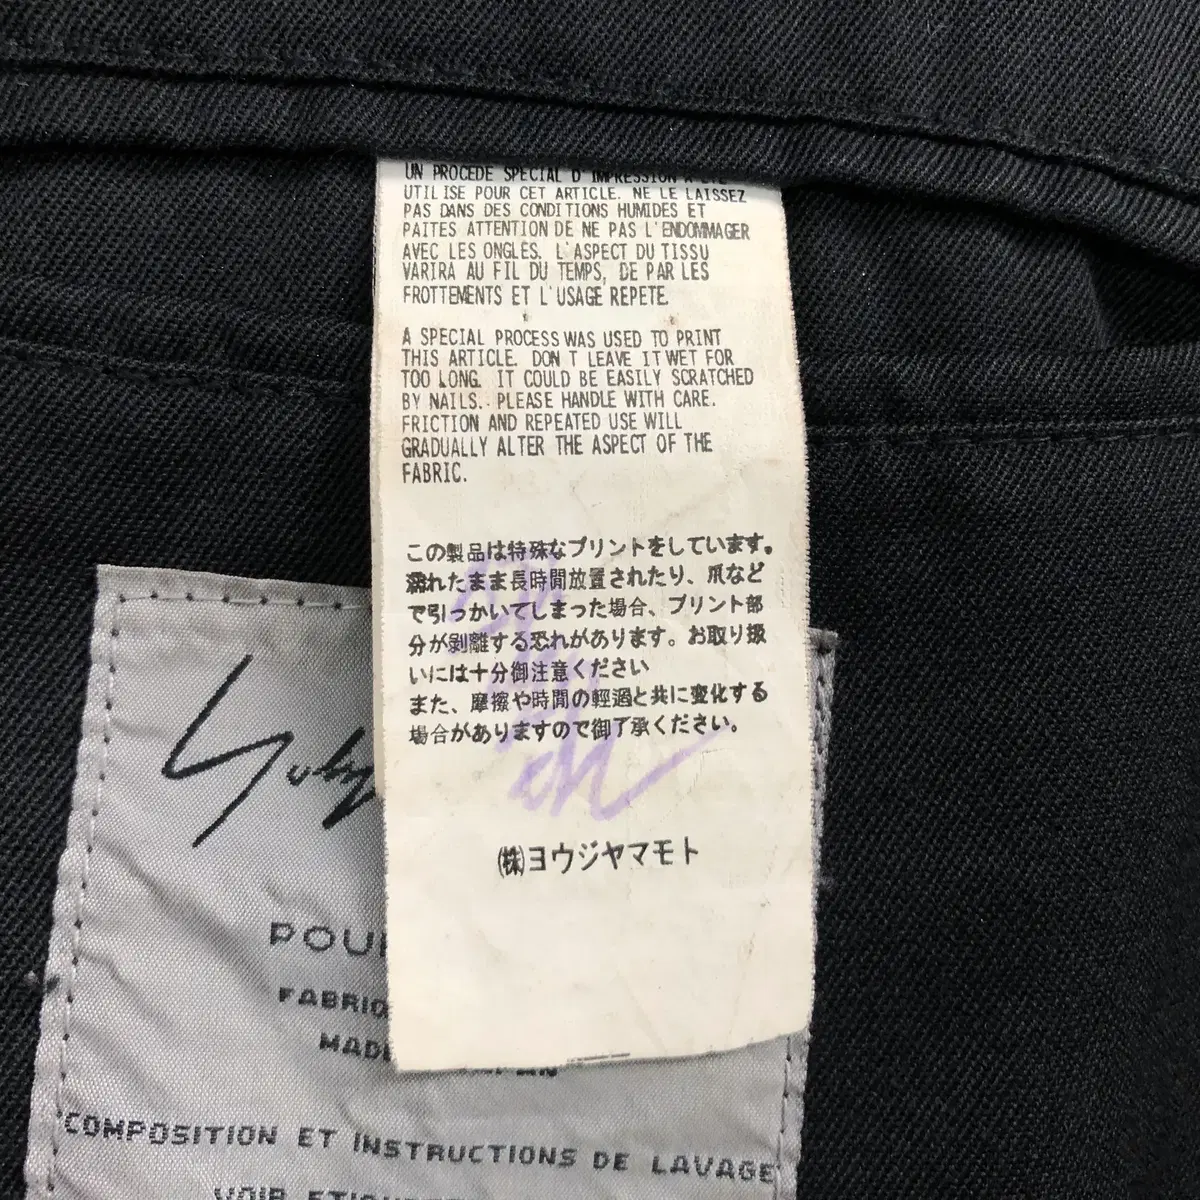 UN PROCEDE SPECIAL D'IMPRESSION A ETE
UTILISE POUR CET ARTICLE. NE LE LAISSEZ
PAS DANS DES CONDITIONS HUMIDES ET
PAITES ATTENTION DE NE PAS L'ENDOMMAGER
AVEC LES ONGLES. L'ASPECT DU TISSU
VARIRA AU FIL DU TEMPS, DE PAR LES
FROTTEMENTS ET L'USAGE REPETE.
A SPECIAL PROCESS WAS USED TO PRINT
THIS ARTICLE. DON T LEAVE IT WET FOR
TOO LONG. IT COULD BE EASILY SCRATCHED
BY NAILS. PLEASE HANDLE WITH CARE.
FRICTION AND REPEATED USE WILL
GRADUALLY ALTER THE ASPECT OF THE
FABRIC.
この製品は特殊なプリントをしています。
濡れたまま長時間放置されたり、爪など
で引っかいてしまった場合、プリント部
分が剥離する恐れがあります。お取り扱
いには十分御注意ください
また、摩擦や時間の軽過と共に変化する
場合がありますので御了承ください。
㈱ヨウジヤマモト
POU
FABRIQ
MADE
COMPOSITION ET INSTRUCTIONS DE LAVAGE
VOIR ETIQUETTE